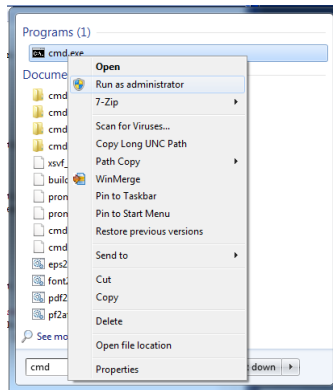 Programs (1)
cmd.exe
Open
Docume
Run as administrator
cmd
7-Zip
cmd
cmd
Scan for Viruses...
cmd
Copy Long UNC Path
xsvf_
Path Copy
build
WinMerge
pron
Pin to Taskbar
pron
Pin to Start Menu
cmd
Restore previous versions
cmd
eps2
Send to
font2
Cut
pdf2
Copy
pf2a
Delete
See mo
Open file location
cmd
Properties
down